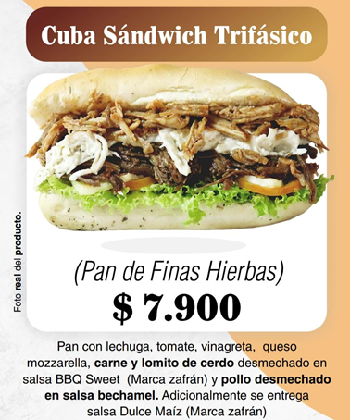 Cuba Sándwich Trifásico
Foto real del producto.
(Pan de Finas Hierbas)
$ 7.900
Pan con lechuga, tomate, vinagreta, queso
mozzarella, carne y lomito de cerdo desmechado en
salsa BBQ Sweet (Marca zafrán) y pollo desmechado
en salsa bechamel. Adicionalmente se entrega
salsa Dulce Maíz (Marca zafrán)